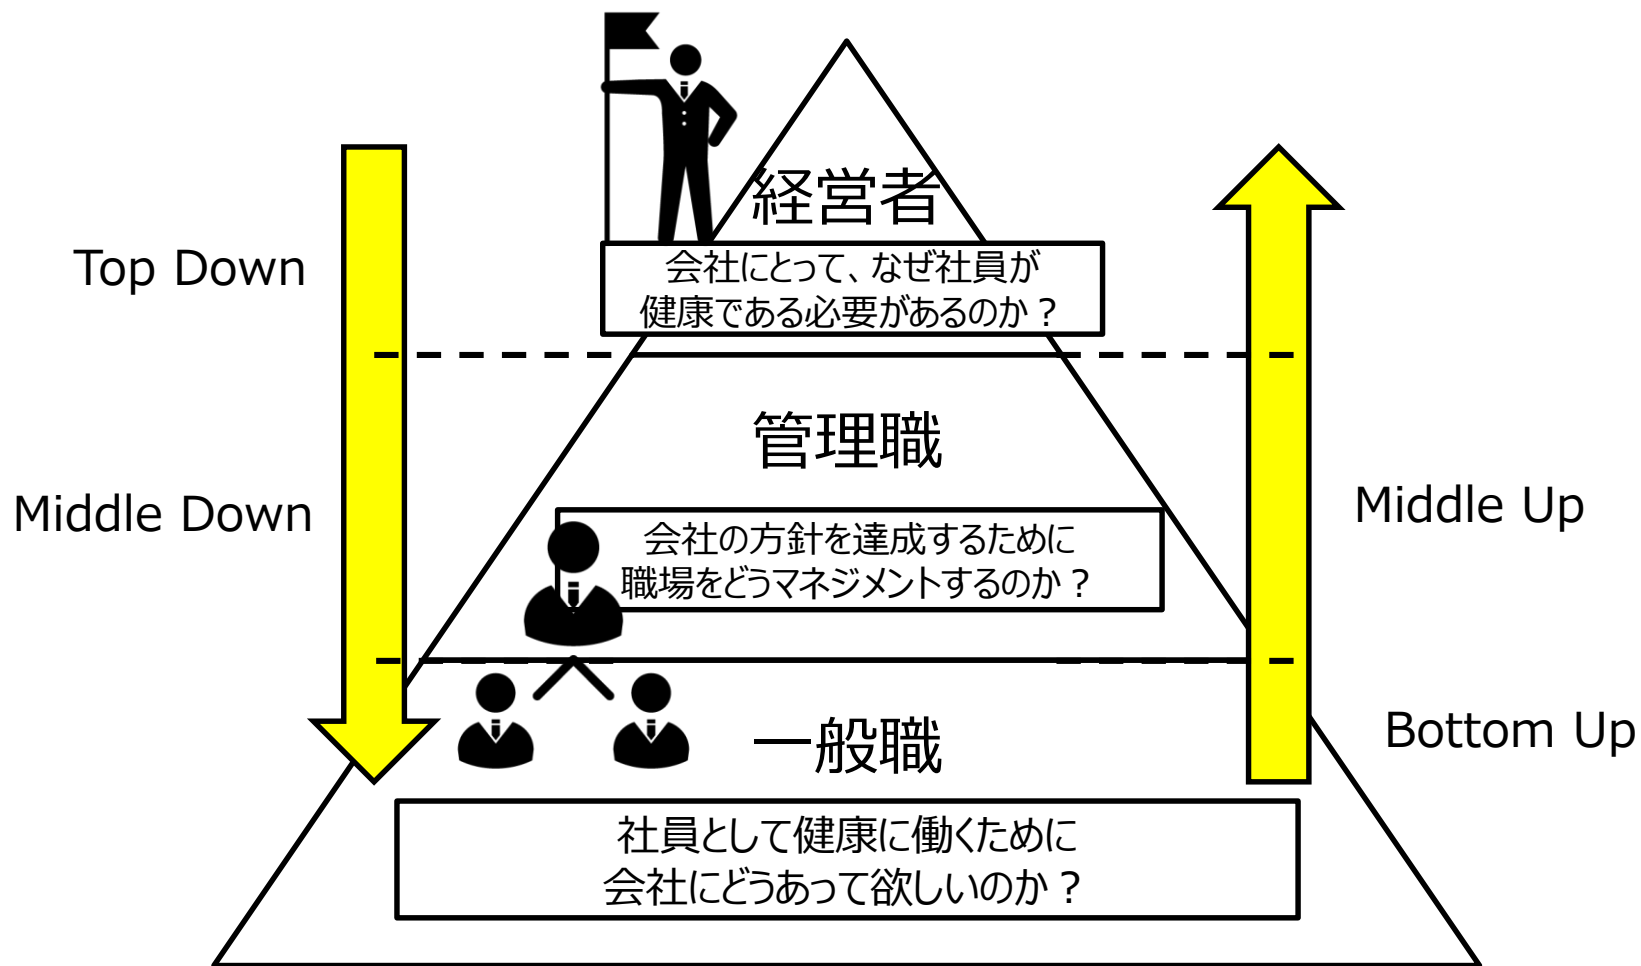 経営者
Top Down
会社にとって、なぜ社員が
健康である必要があるのか？
管理職
Middle Down
Middle Up
会社の方針を達成するために
職場をどうマネジメントするのか？
一般職
Bottom Up
社員として健康に働くために
会社にどうあって欲しいのか？